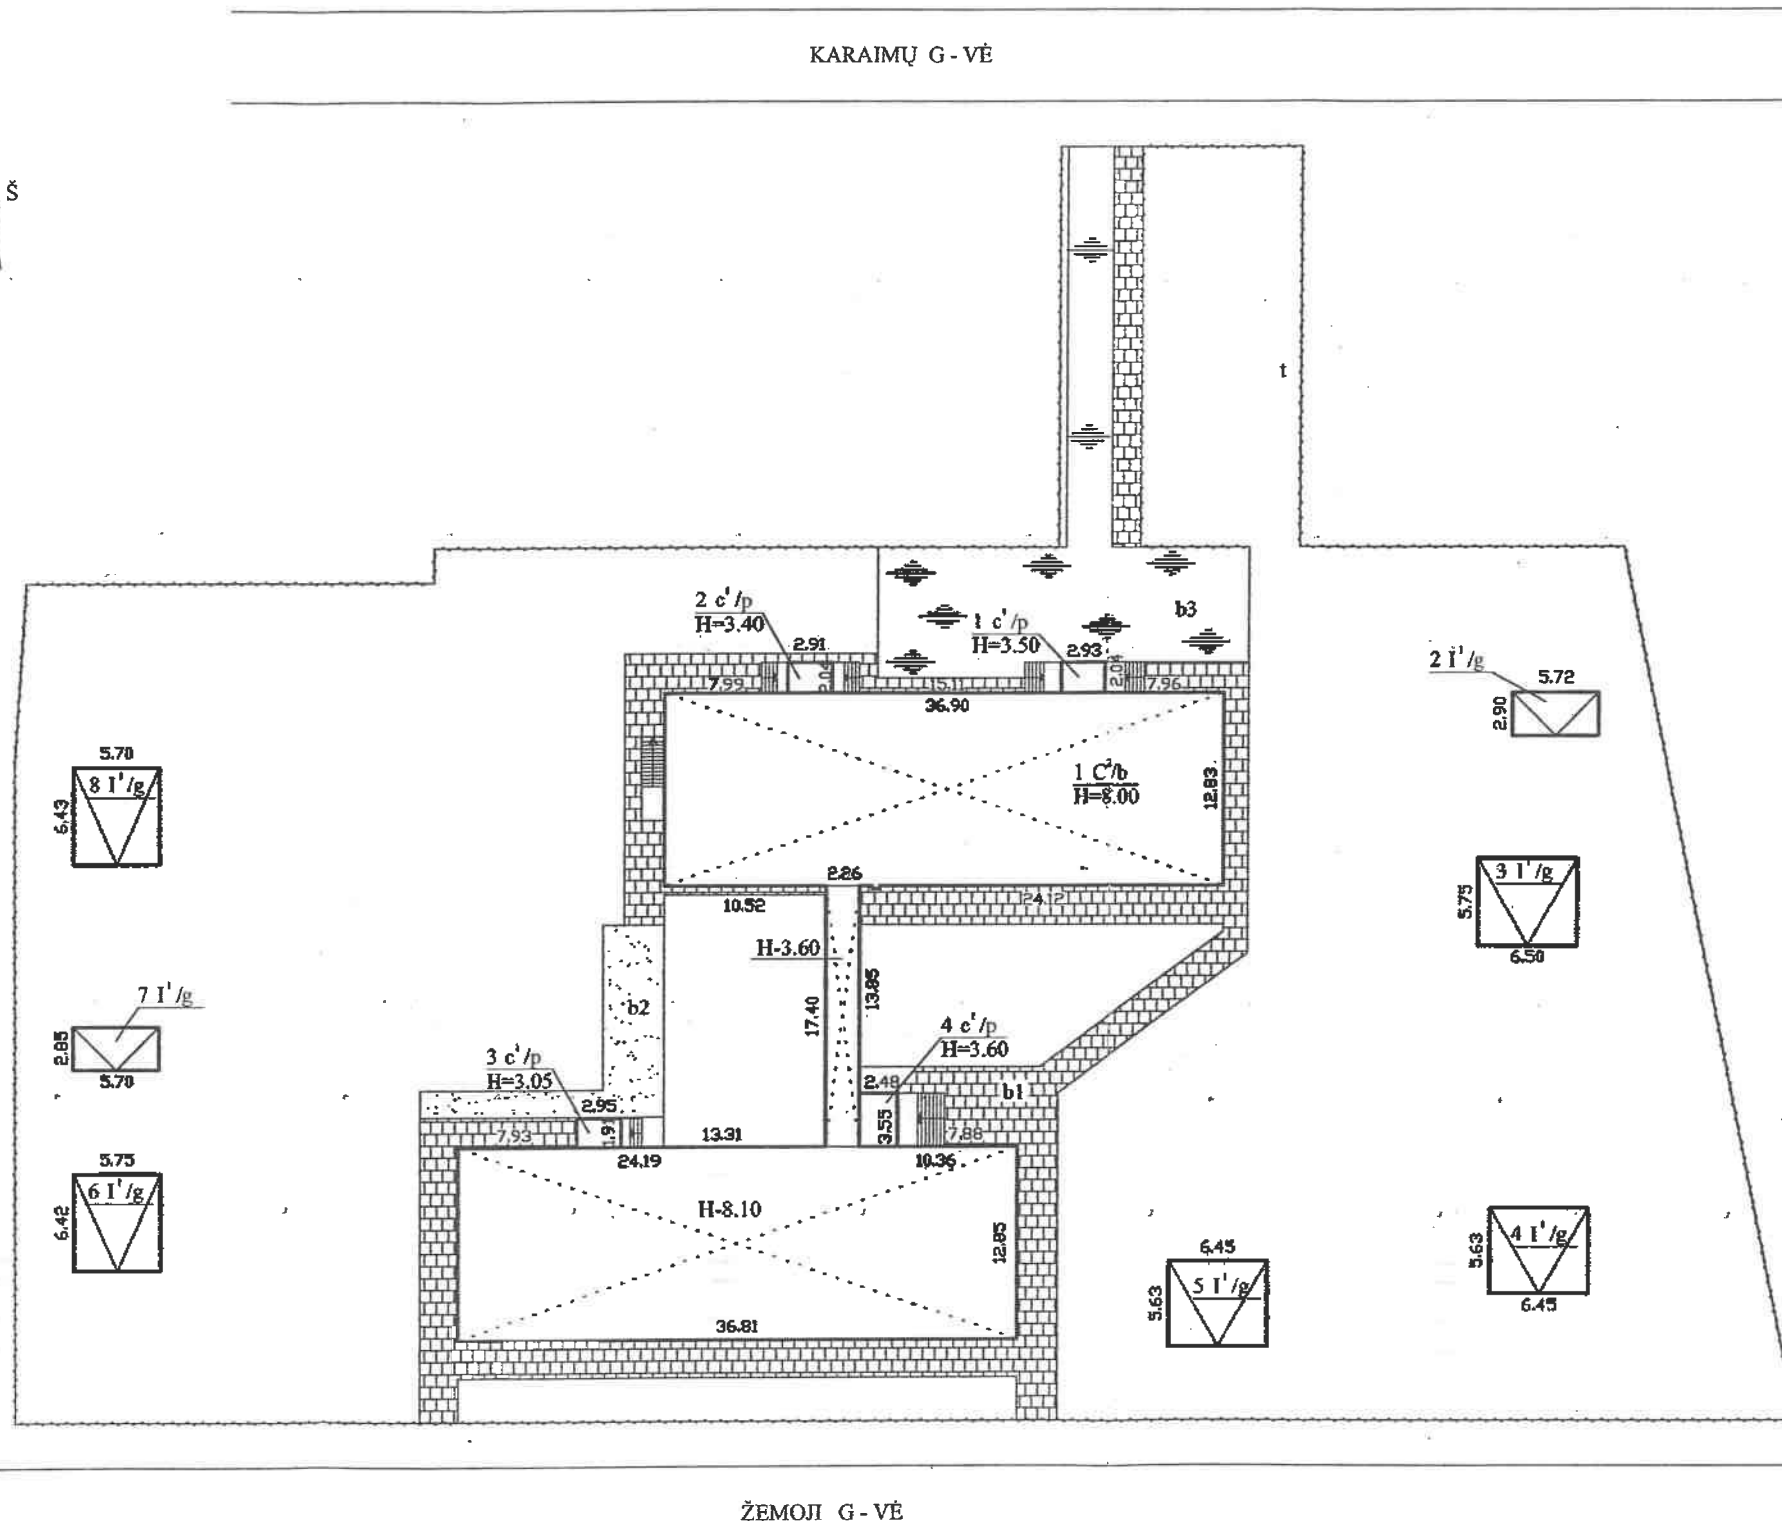 KARAIMŲ G-VĖ
Š
t
2 c¹/p
H=3.40
2.91
2.04
1 c¹/p
H=3.50
2.93
2.04
b3
7.99
15.11
7.96
36.90
1 C²/b
H=8.00
12.83
2 I¹/g
5.72
2.90
5.70
8 I¹/g
6.43
2.26
10.52
24.12
3 I¹/g
5.75
6.50
H-3.60
17.40
13.85
b2
7 I¹/g
2.85
5.70
3 c¹/p
H=3.05
2.95
1.91
7.93
4 c¹/p
H=3.60
2.48
3.55
b1
7.88
13.31
24.19
10.36
5.75
6 I¹/g
6.42
H-8.10
12.85
36.81
6.45
5 I¹/g
5.63
4 I¹/g
5.63
6.45
ŽEMOJI G-VĖ